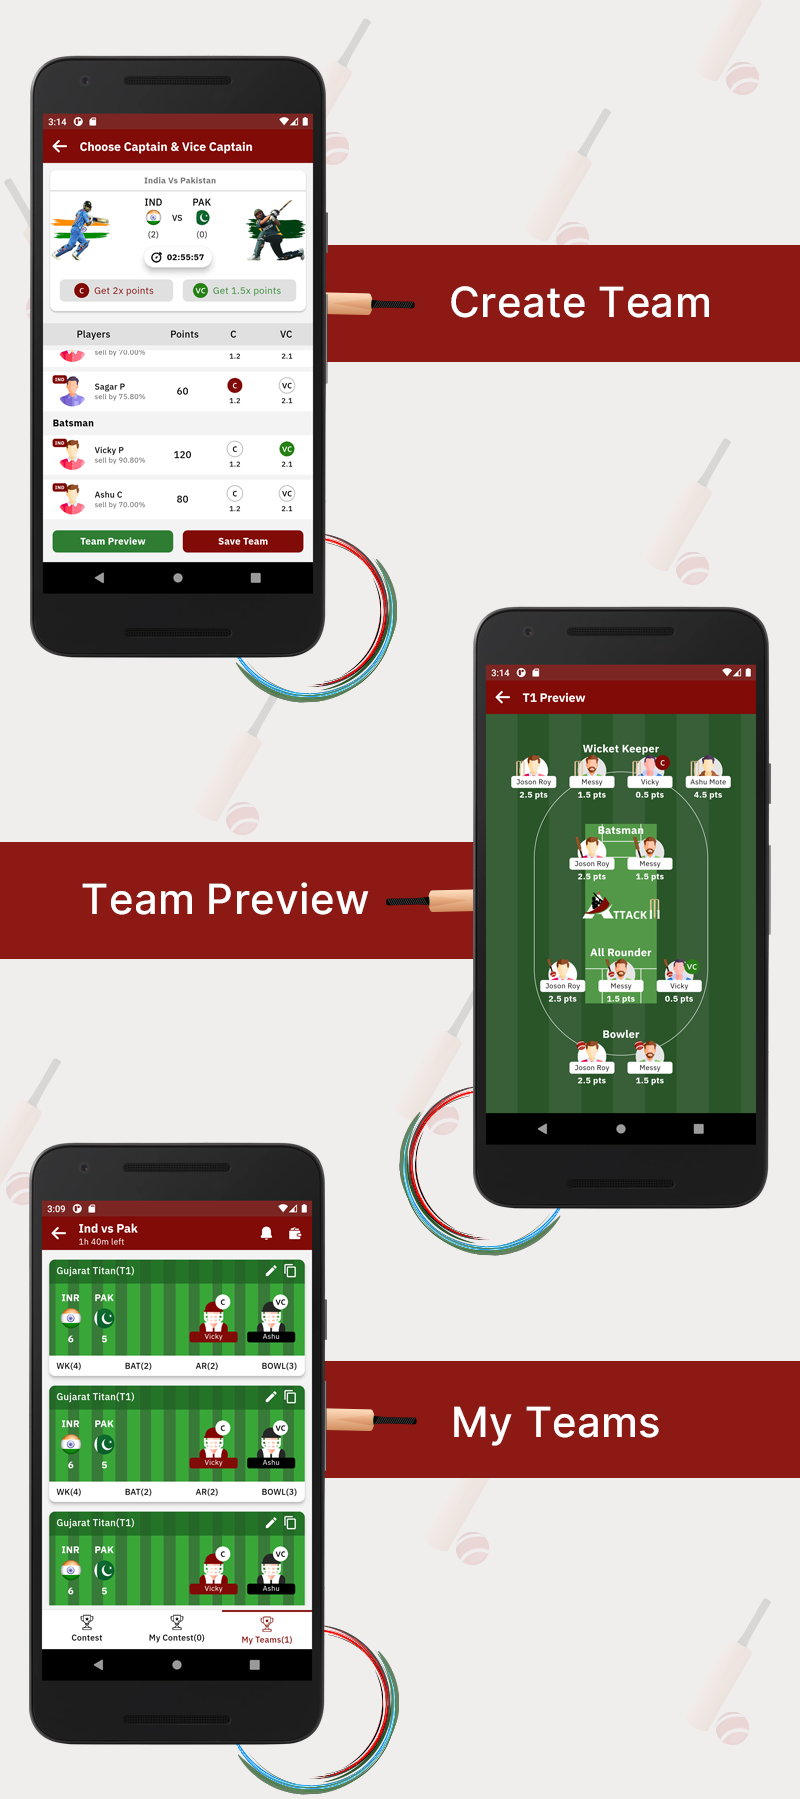 3:14
Choose Captain & Vice Captain
India Vs Pakistan
IND PAK
VS
(2) (0)
02:55:57
C Get 2x points VC Get 1.5x points
Create Team
Players Points C VC
sell by 70.00% 1.2 2.1
IND Sagar P 60 C VC
sell by 75.80% 1.2 2.1
Batsman
IND Vicky P 120 C VC
sell by 90.80% 1.2 2.1
IND Ashu C 80 C VC
sell by 70.00% 1.2 2.1
Team Preview Save Team
3:14
T1 Preview
Wicket Keeper
C
Joson Roy Messy Vicky Ashu Mote
2.5 pts 1.5 pts 0.5 pts 4.5 pts
Batsman
Joson Roy Messy
2.5 pts 1.5 pts
Team Preview
ATTACK
All Rounder
VC
Joson Roy Messy Vicky
2.5 pts 1.5 pts 0.5 pts
Bowler
Joson Roy Messy
2.5 pts 1.5 pts
3:09
Ind vs Pak
1h 40m left
Gujarat Titan(T1)
INR PAK C VC
6 5 Vicky Ashu
WK(4) BAT(2) AR(2) BOWL(3)
Gujarat Titan(T1)
INR PAK C VC
6 5 Vicky Ashu
WK(4) BAT(2) AR(2) BOWL(3)
My Teams
Gujarat Titan(T1)
INR PAK C VC
6 5 Vicky Ashu
Contest My Contest(0) My Teams(1)